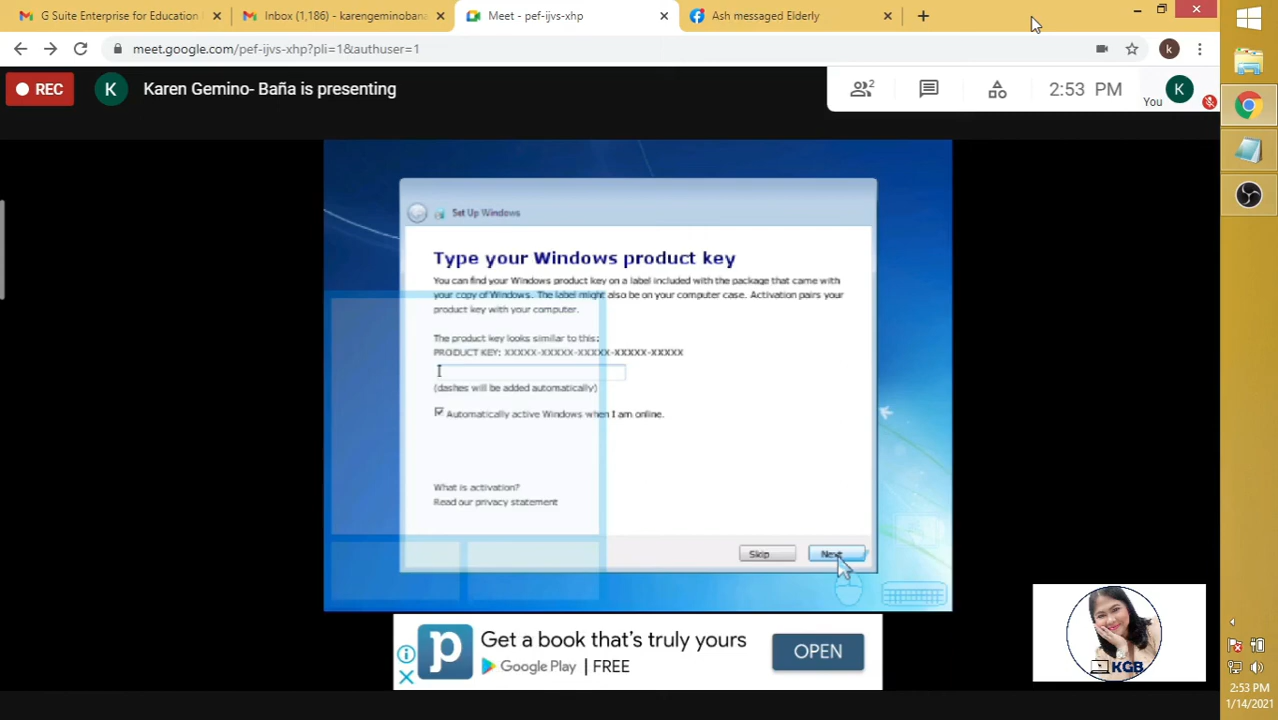 G Suite Enterprise for Education
Inbox (1,186) - karengeminobana
Meet - pef-ijvs-xhp
Ash messaged Elderly
meet.google.com/pef-ijvs-xhp?pli=1&authuser=1
k
REC
K
Karen Gemino- Baña is presenting
2
2:53 PM
You
K
Set Up Windows
Type your Windows product key
You can find your Windows product key on a label included with the package that came with
your copy of Windows. The label might also be on your computer case. Activation pairs your
product key with your computer.
The product key looks similar to this:
PRODUCT KEY: XXXXX-XXXXX-XXXXX-XXXXX-XXXXX
(dashes will be added automatically)
Automatically active Windows when I am online.
What is activation?
Read our privacy statement
Skip
Next
p
Get a book that's truly yours
Google Play | FREE
OPEN
KGB
2:53 PM
1/14/2021